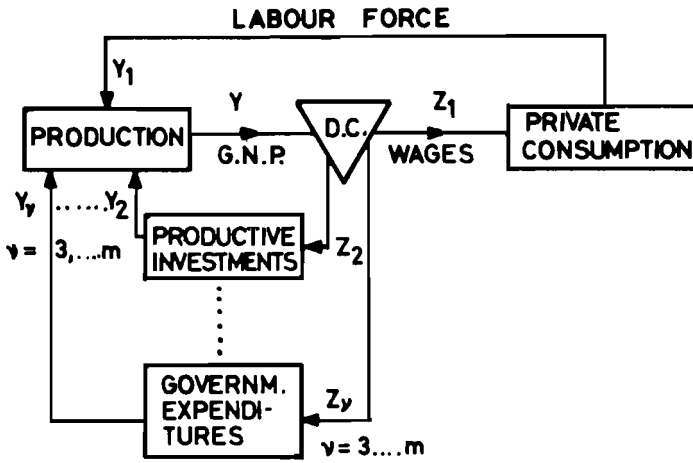 LABOUR FORCE
Y1
Y
Z1
PRODUCTION
D.C.
PRIVATE
CONSUMPTION
G.N.P.
WAGES
Yν ......Y2
ν = 3,....m
PRODUCTIVE
INVESTMENTS
Z2
GOVERNM.
EXPENDI-
TURES
Zν
ν = 3....m